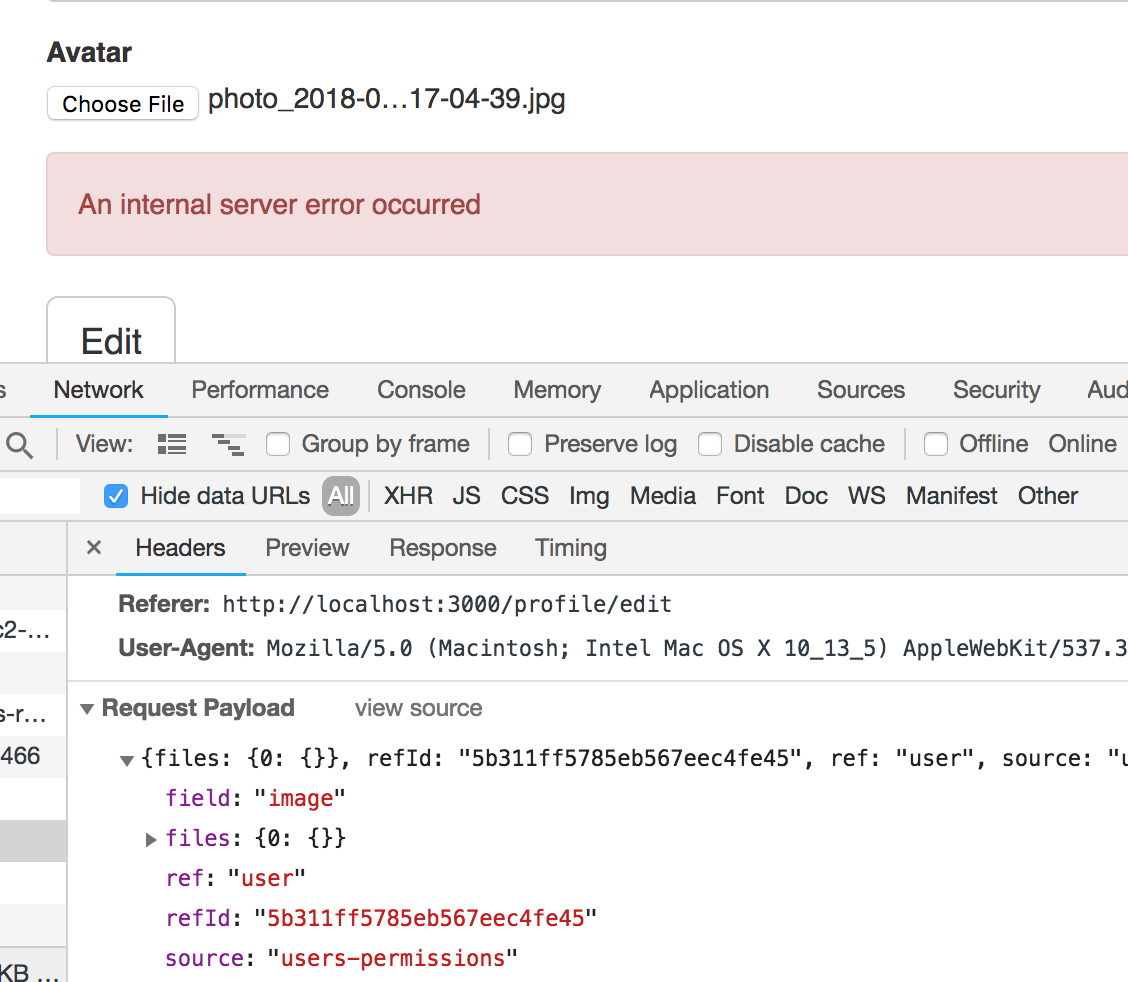 Avatar
Choose File photo_2018-0...17-04-39.jpg
An internal server error occurred
Edit
s Network Performance Console Memory Application Sources Security Aud
View: Group by frame Preserve log Disable cache Offline Online
Hide data URLs All XHR JS CSS Img Media Font Doc WS Manifest Other
× Headers Preview Response Timing
Referer: http://localhost:3000/profile/edit
c2-...
User-Agent: Mozilla/5.0 (Macintosh; Intel Mac OS X 10_13_5) AppleWebKit/537.3
s-r...
Request Payload view source
466
{files: {0: {}}, refId: "5b311ff5785eb567eec4fe45", ref: "user", source: "u
field: "image"
files: {0: {}}
ref: "user"
refId: "5b311ff5785eb567eec4fe45"
source: "users-permissions"
KB ...